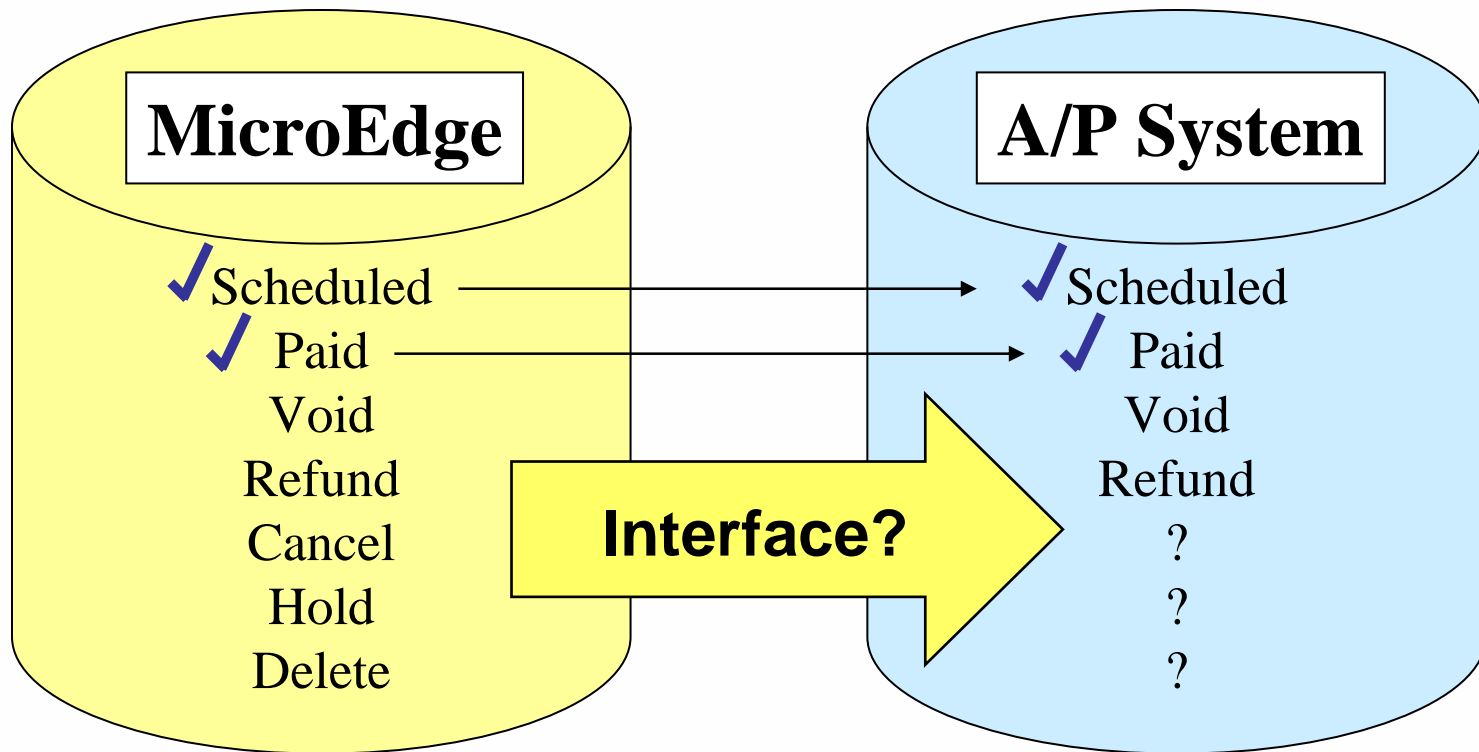 MicroEdge
Scheduled
Paid
Void
Refund
Cancel
Hold
Delete
Interface?
A/P System
Scheduled
Paid
Void
Refund
?
?
?